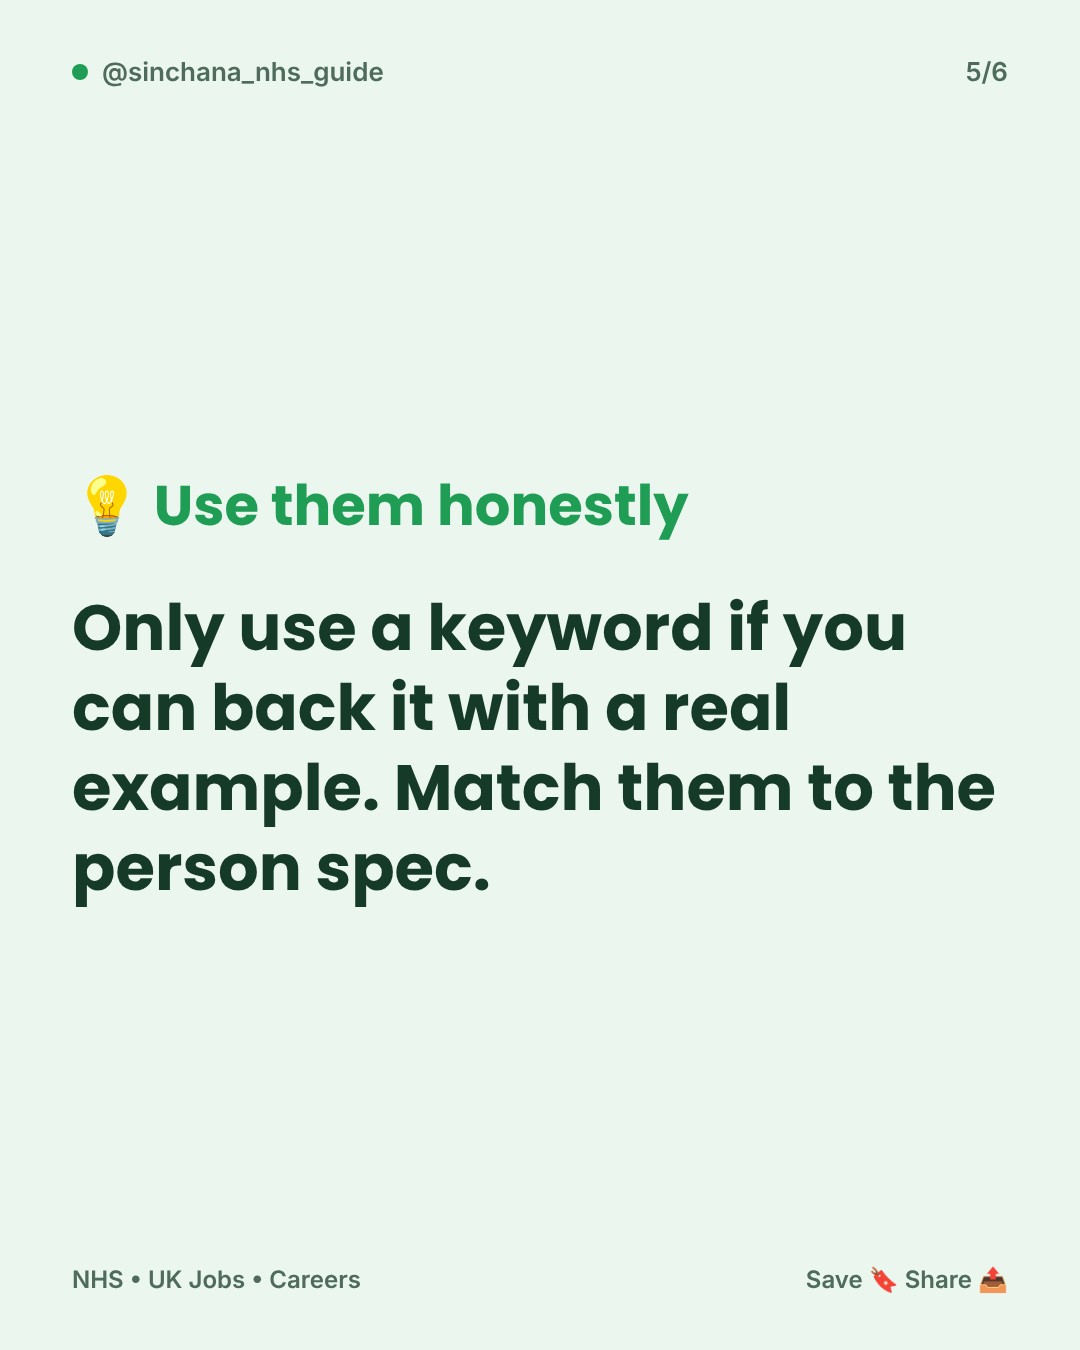 @sinchana_nhs_guide
5/6
💡 Use them honestly
Only use a keyword if you
can back it with a real
example. Match them to the
person spec.
NHS • UK Jobs • Careers
Save 🔖 Share 📤